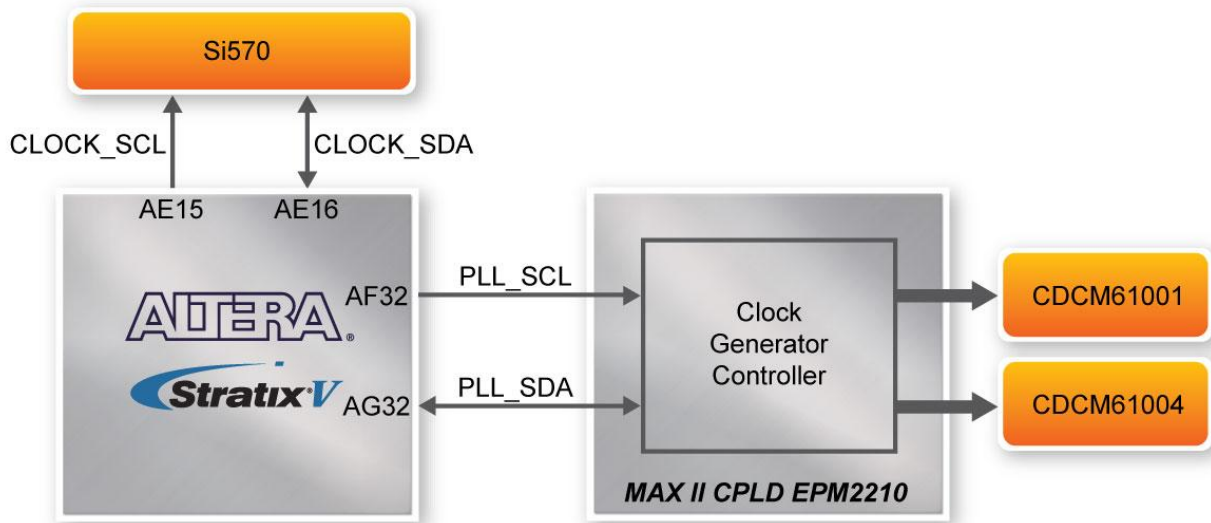 Si570
CLOCK_SCL
CLOCK_SDA
AE15
AE16
ALTERA®
Stratix V
AF32
AG32
PLL_SCL
PLL_SDA
Clock
Generator
Controller
MAX II CPLD EPM2210
CDCM61001
CDCM61004